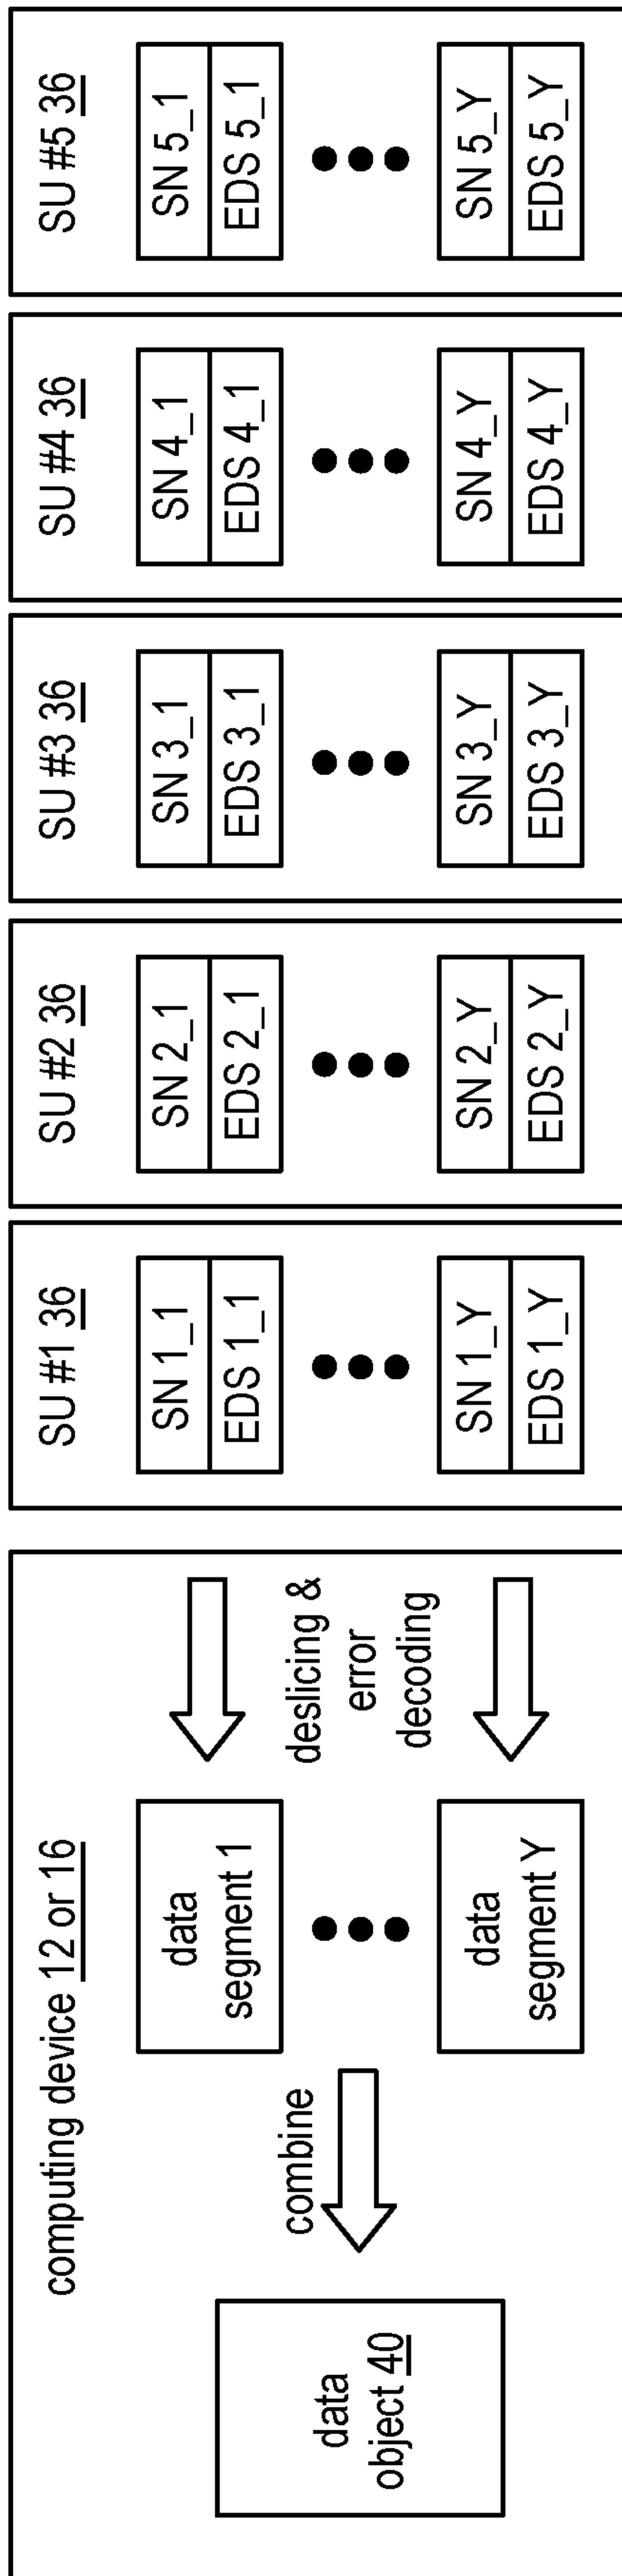 computing device 12 or 16
data
object 40
combine
data
segment 1
data
segment Y
deslicing &
error
decoding
SU #1 36
SN 1_1
EDS 1_1
SN 1_Y
EDS 1_Y
SU #2 36
SN 2_1
EDS 2_1
SN 2_Y
EDS 2_Y
SU #3 36
SN 3_1
EDS 3_1
SN 3_Y
EDS 3_Y
SU #4 36
SN 4_1
EDS 4_1
SN 4_Y
EDS 4_Y
SU #5 36
SN 5_1
EDS 5_1
SN 5_Y
EDS 5_Y